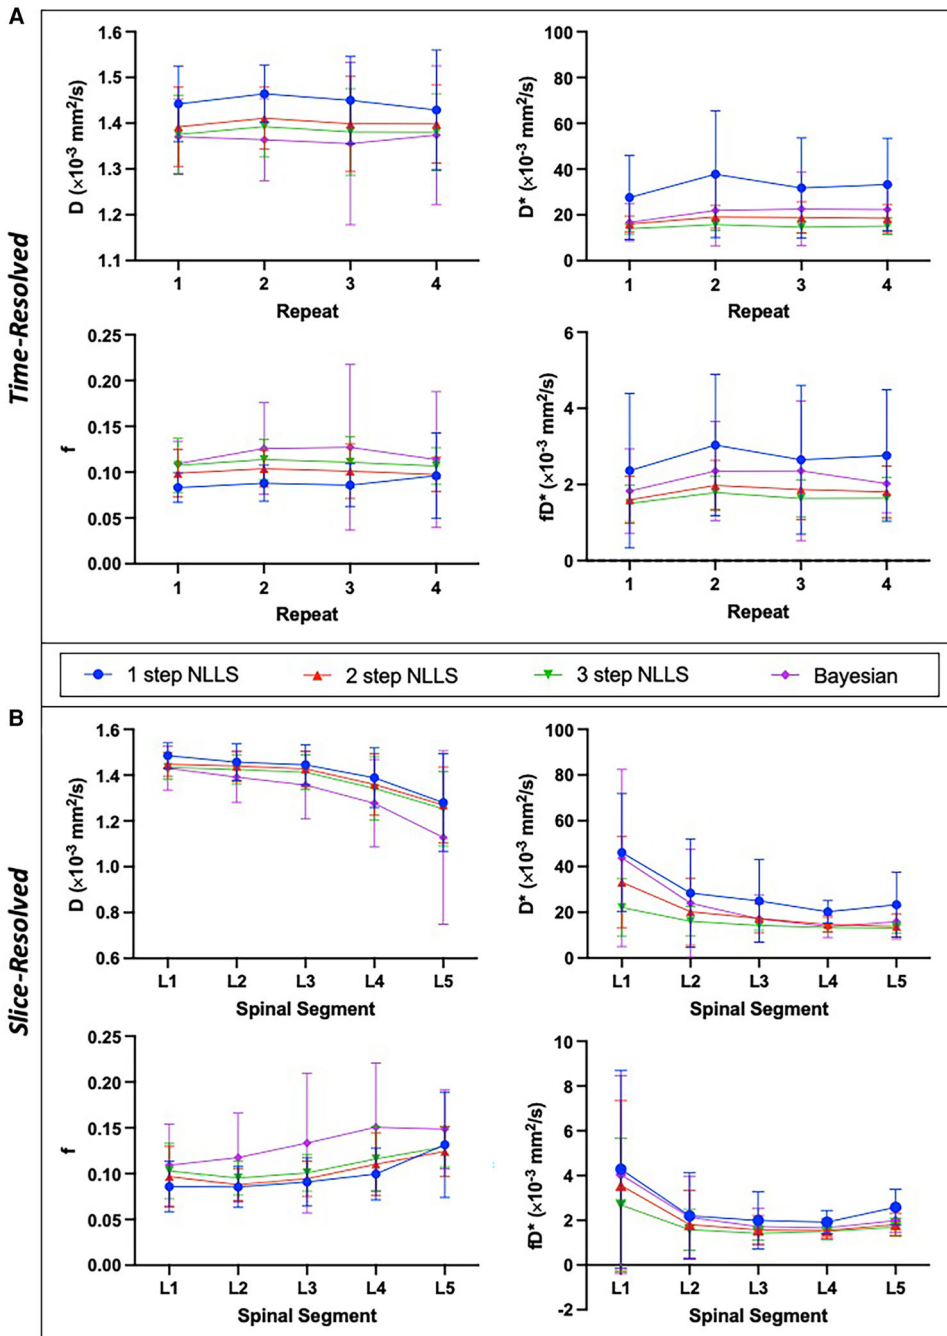 A
Time-Resolved
D (×10⁻³ mm²/s)
1.6
1.5
1.4
1.3
1.2
1.1
1 2 3 4
Repeat
D* (×10⁻³ mm²/s)
100
80
60
40
20
0
1 2 3 4
Repeat
f
0.25
0.20
0.15
0.10
0.05
0.00
1 2 3 4
Repeat
fD* (×10⁻³ mm²/s)
6
4
2
0
1 2 3 4
Repeat
1 step NLLS 2 step NLLS 3 step NLLS Bayesian
B
Slice-Resolved
D (×10⁻³ mm²/s)
1.6
1.4
1.2
1.0
0.8
0.6
L1 L2 L3 L4 L5
Spinal Segment
D* (×10⁻³ mm²/s)
100
80
60
40
20
0
L1 L2 L3 L4 L5
Spinal Segment
f
0.25
0.20
0.15
0.10
0.05
0.00
L1 L2 L3 L4 L5
Spinal Segment
fD* (×10⁻³ mm²/s)
10
8
6
4
2
0
-2
L1 L2 L3 L4 L5
Spinal Segment